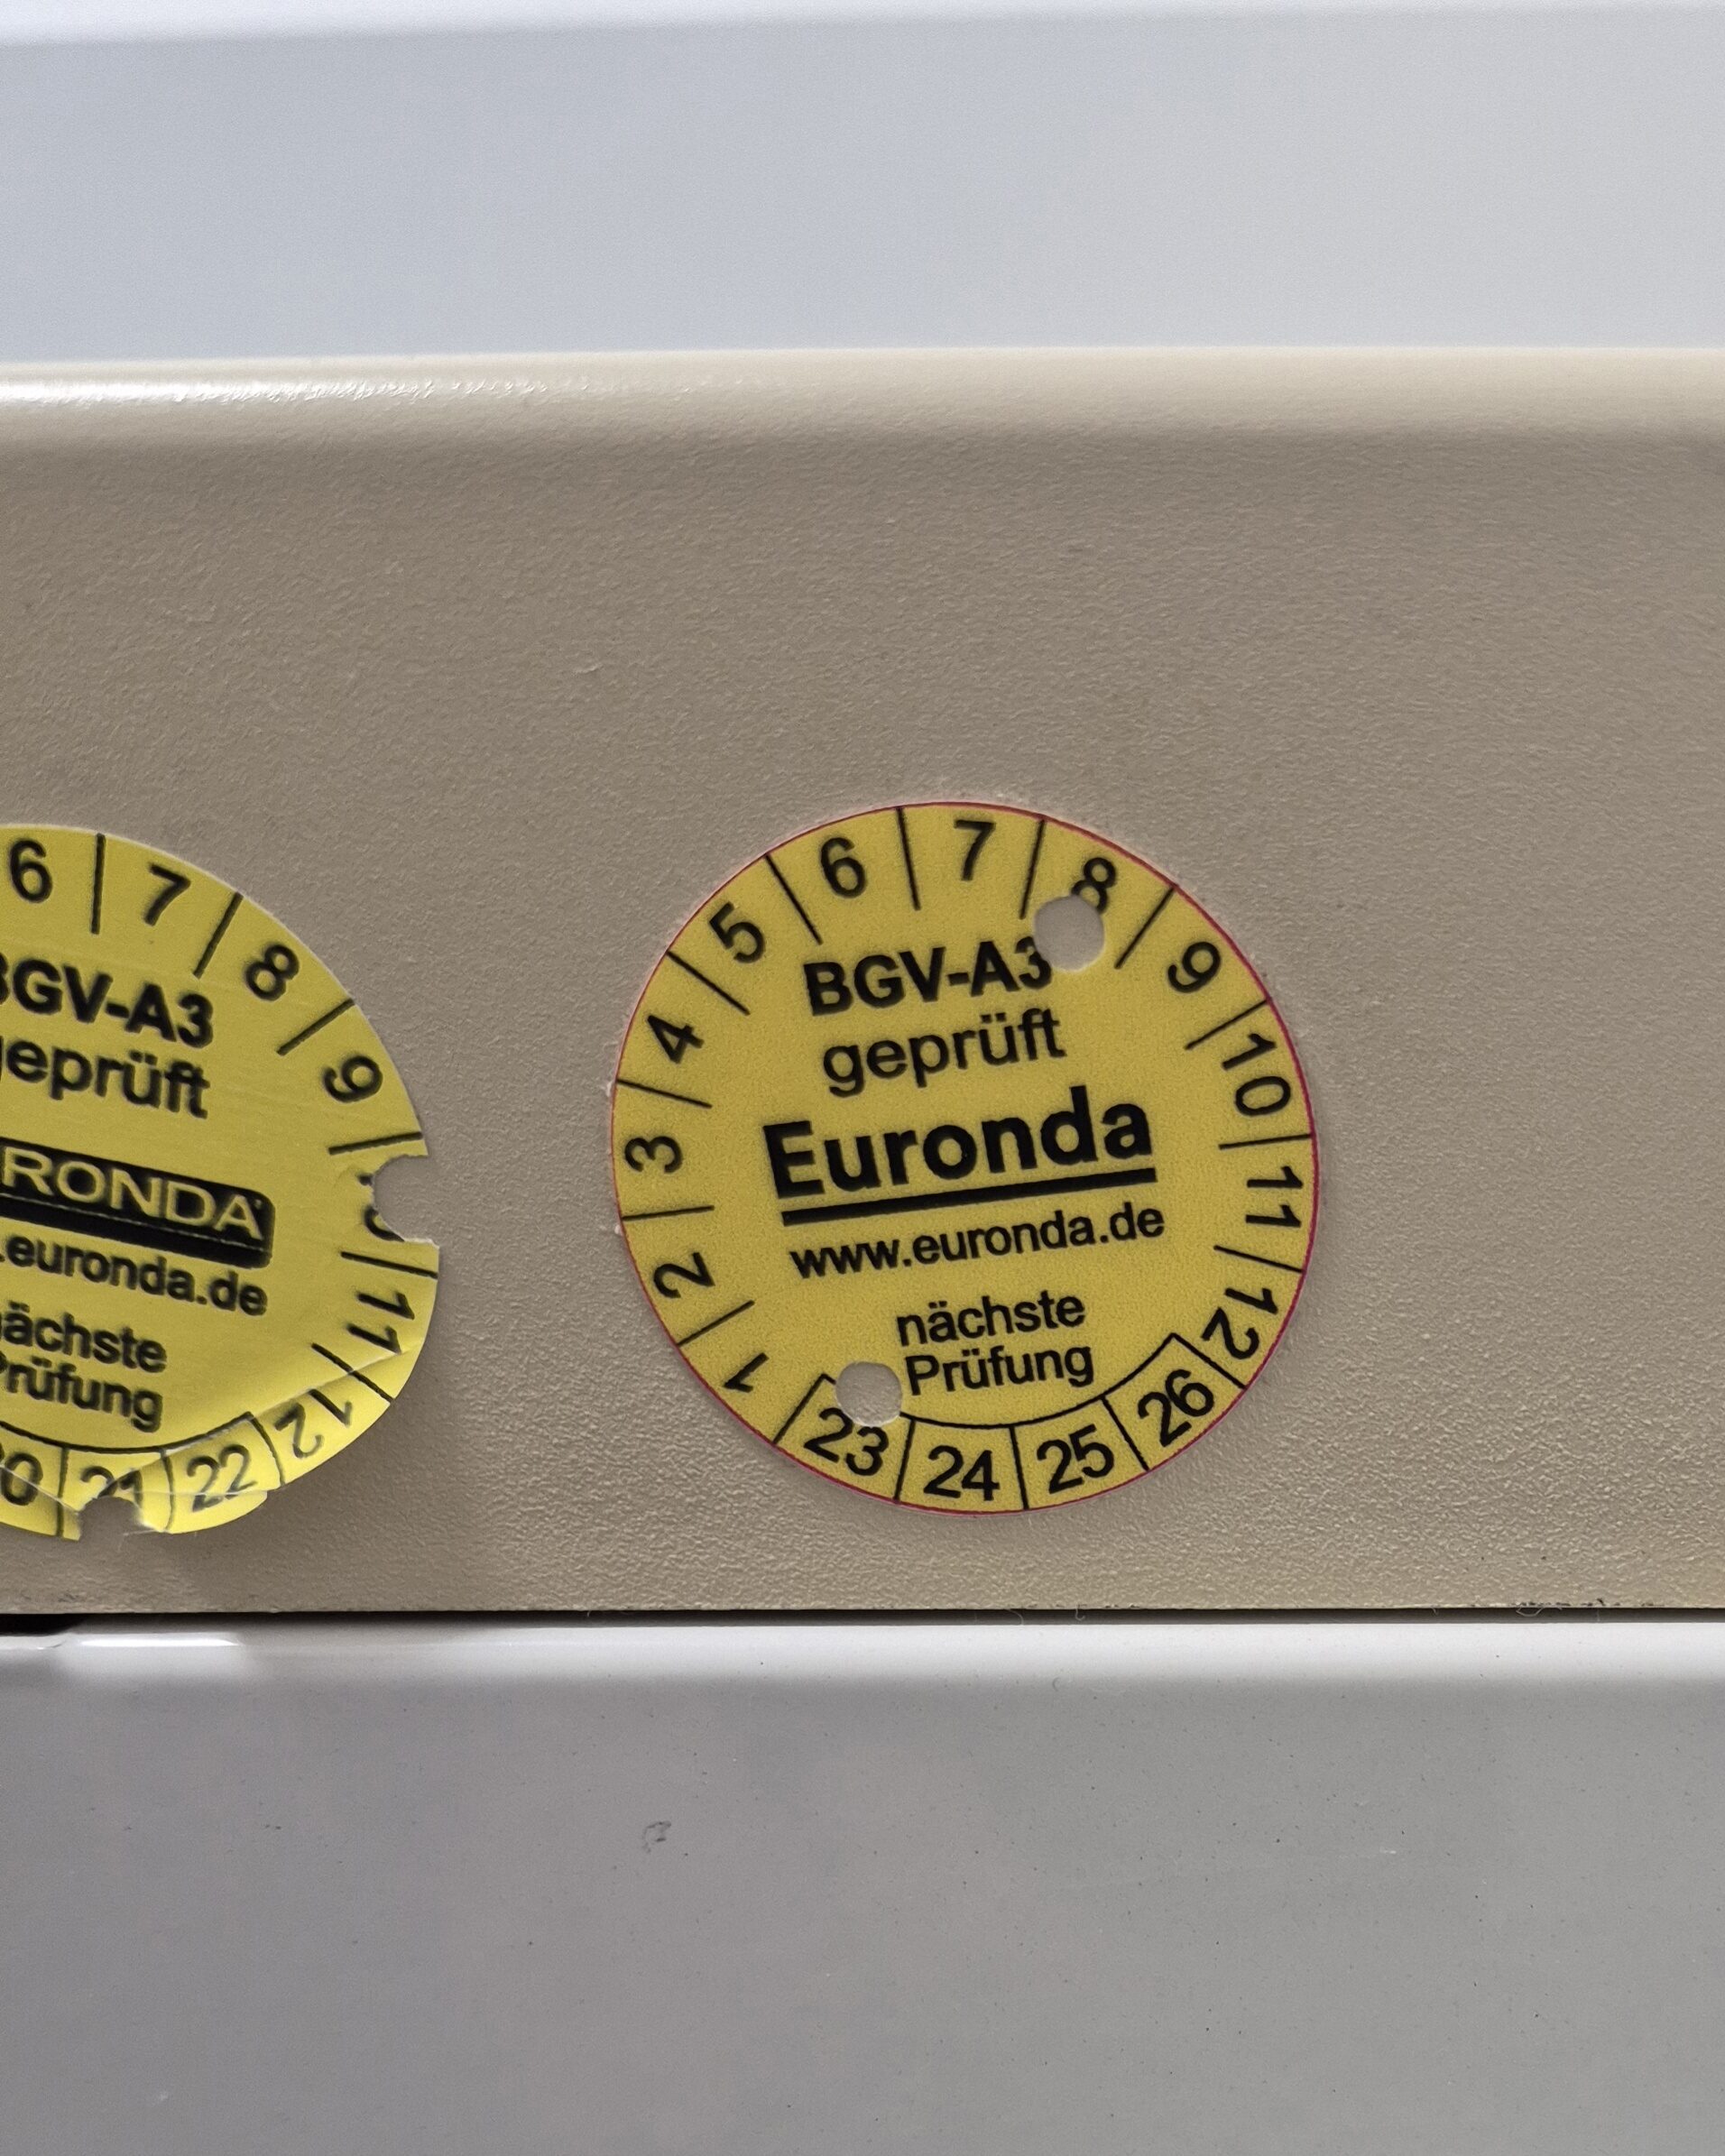 6 7 8 9 11 12
BGV-A3
geprüft
RONDA
.euronda.de
nächste
Prüfung
20 21 22
1 2 3 4 5 6 7 8 9 10 11 12
BGV-A3
geprüft
Euronda
www.euronda.de
nächste
Prüfung
23 24 25 26